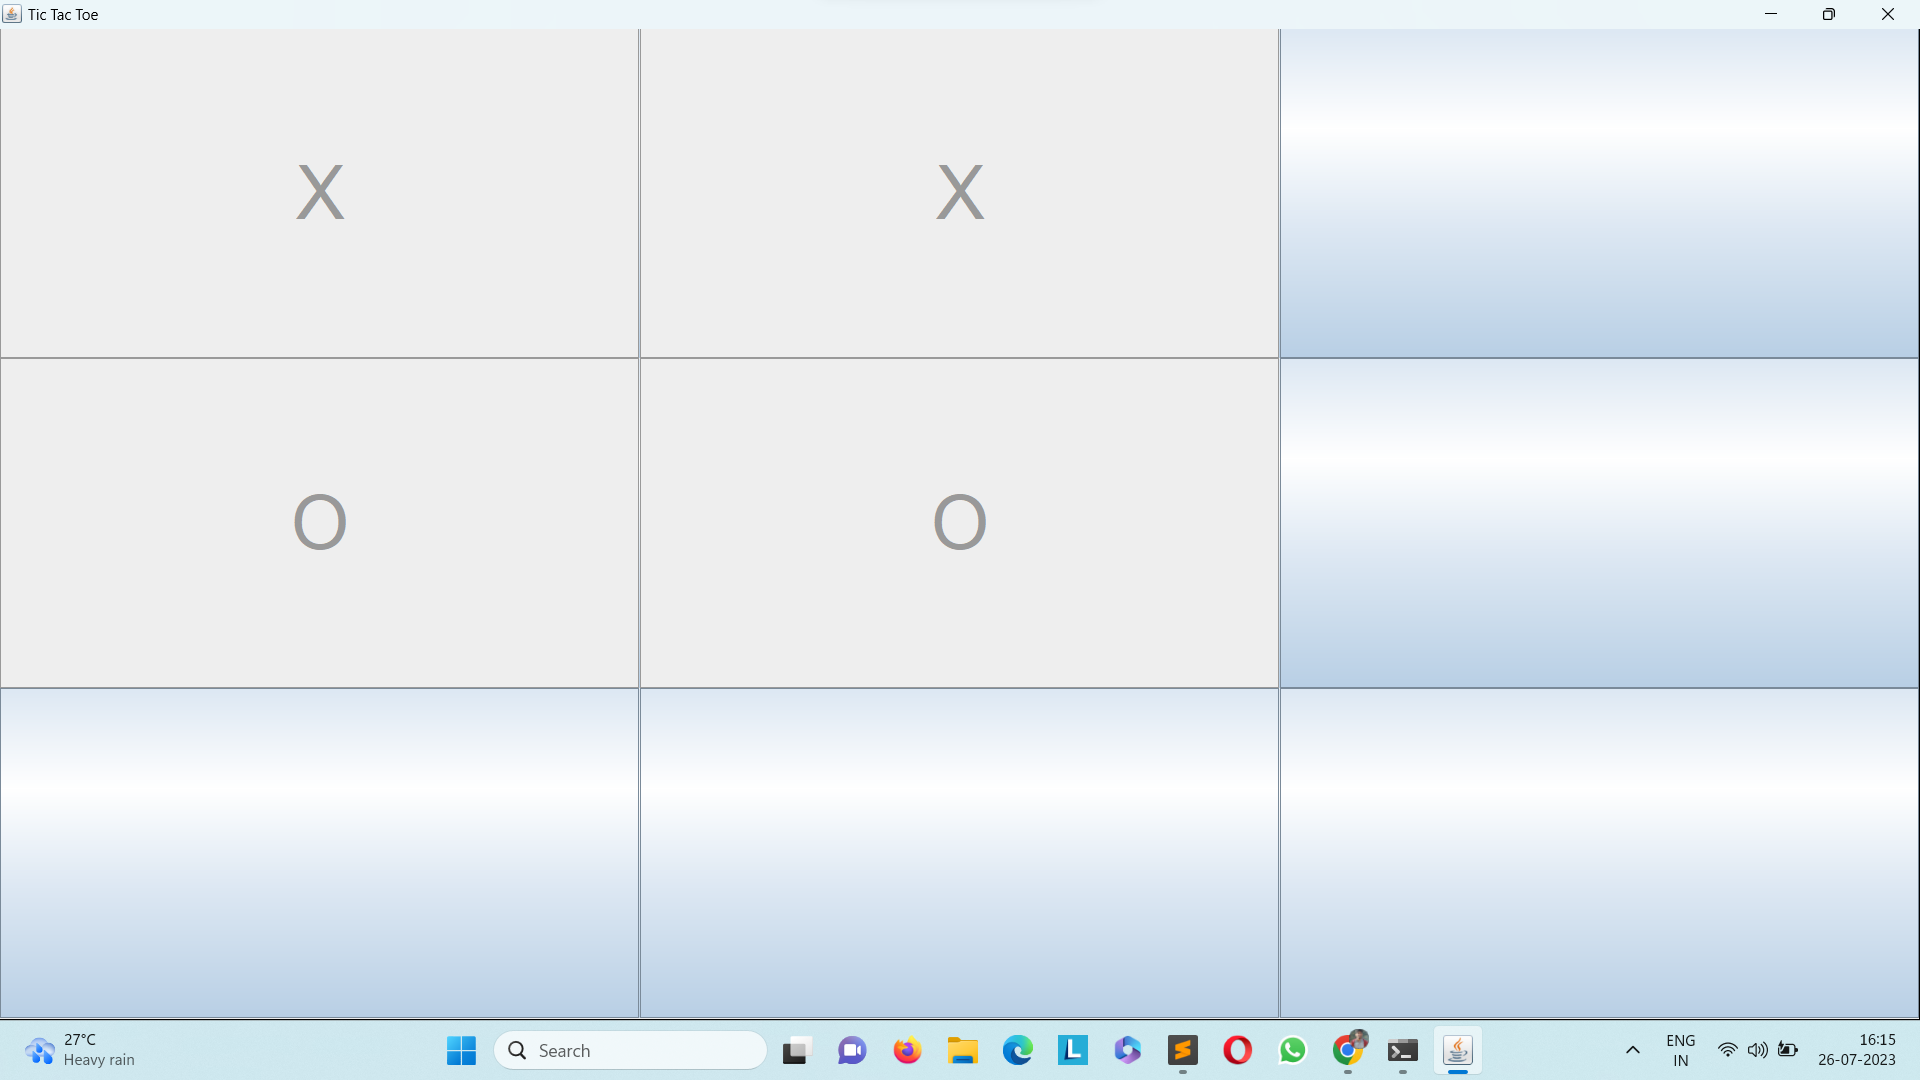 Tic Tac Toe
X X
O O
27°C
Heavy rain
Search
L
ENG
IN
16:15
26-07-2023